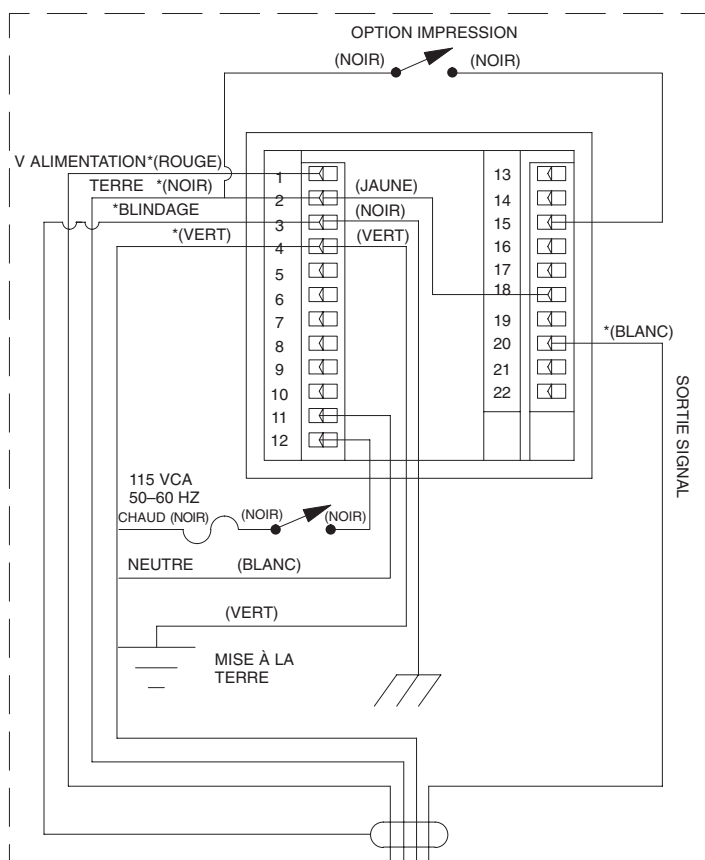 OPTION IMPRESSION
(NOIR) (NOIR)
V ALIMENTATION*(ROUGE)
TERRE *(NOIR)
*BLINDAGE
*(VERT)
(JAUNE)
(NOIR)
(VERT)
1
2
3
4
5
6
7
8
9
10
11
12
13
14
15
16
17
18
19
20
21
22
*(BLANC)
SORTIE SIGNAL
115 VCA
50–60 HZ
CHAUD (NOIR) (NOIR) (NOIR)
NEUTRE (BLANC)
(VERT)
MISE À LA
TERRE